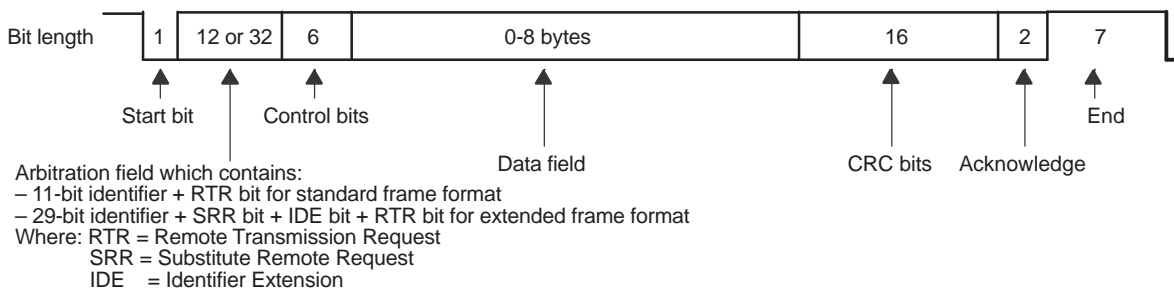 Bit length 1 12 or 32 6 0-8 bytes 16 2 7
Start bit Control bits End
Data field CRC bits Acknowledge
Arbitration field which contains:
– 11-bit identifier + RTR bit for standard frame format
– 29-bit identifier + SRR bit + IDE bit + RTR bit for extended frame format
Where: RTR = Remote Transmission Request
SRR = Substitute Remote Request
IDE = Identifier Extension